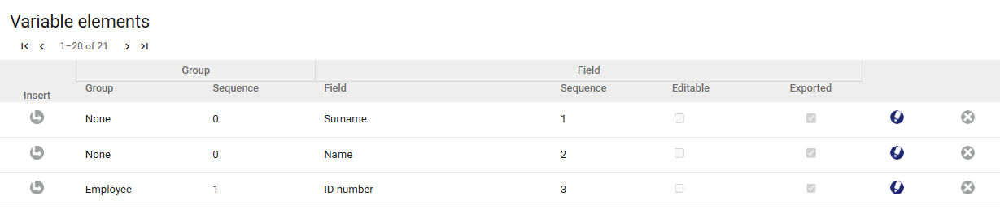 Variable elements
1–20 of 21
Group Field
Insert Group Sequence Field Sequence Editable Exported
None 0 Surname 1
None 0 Name 2
Employee 1 ID number 3